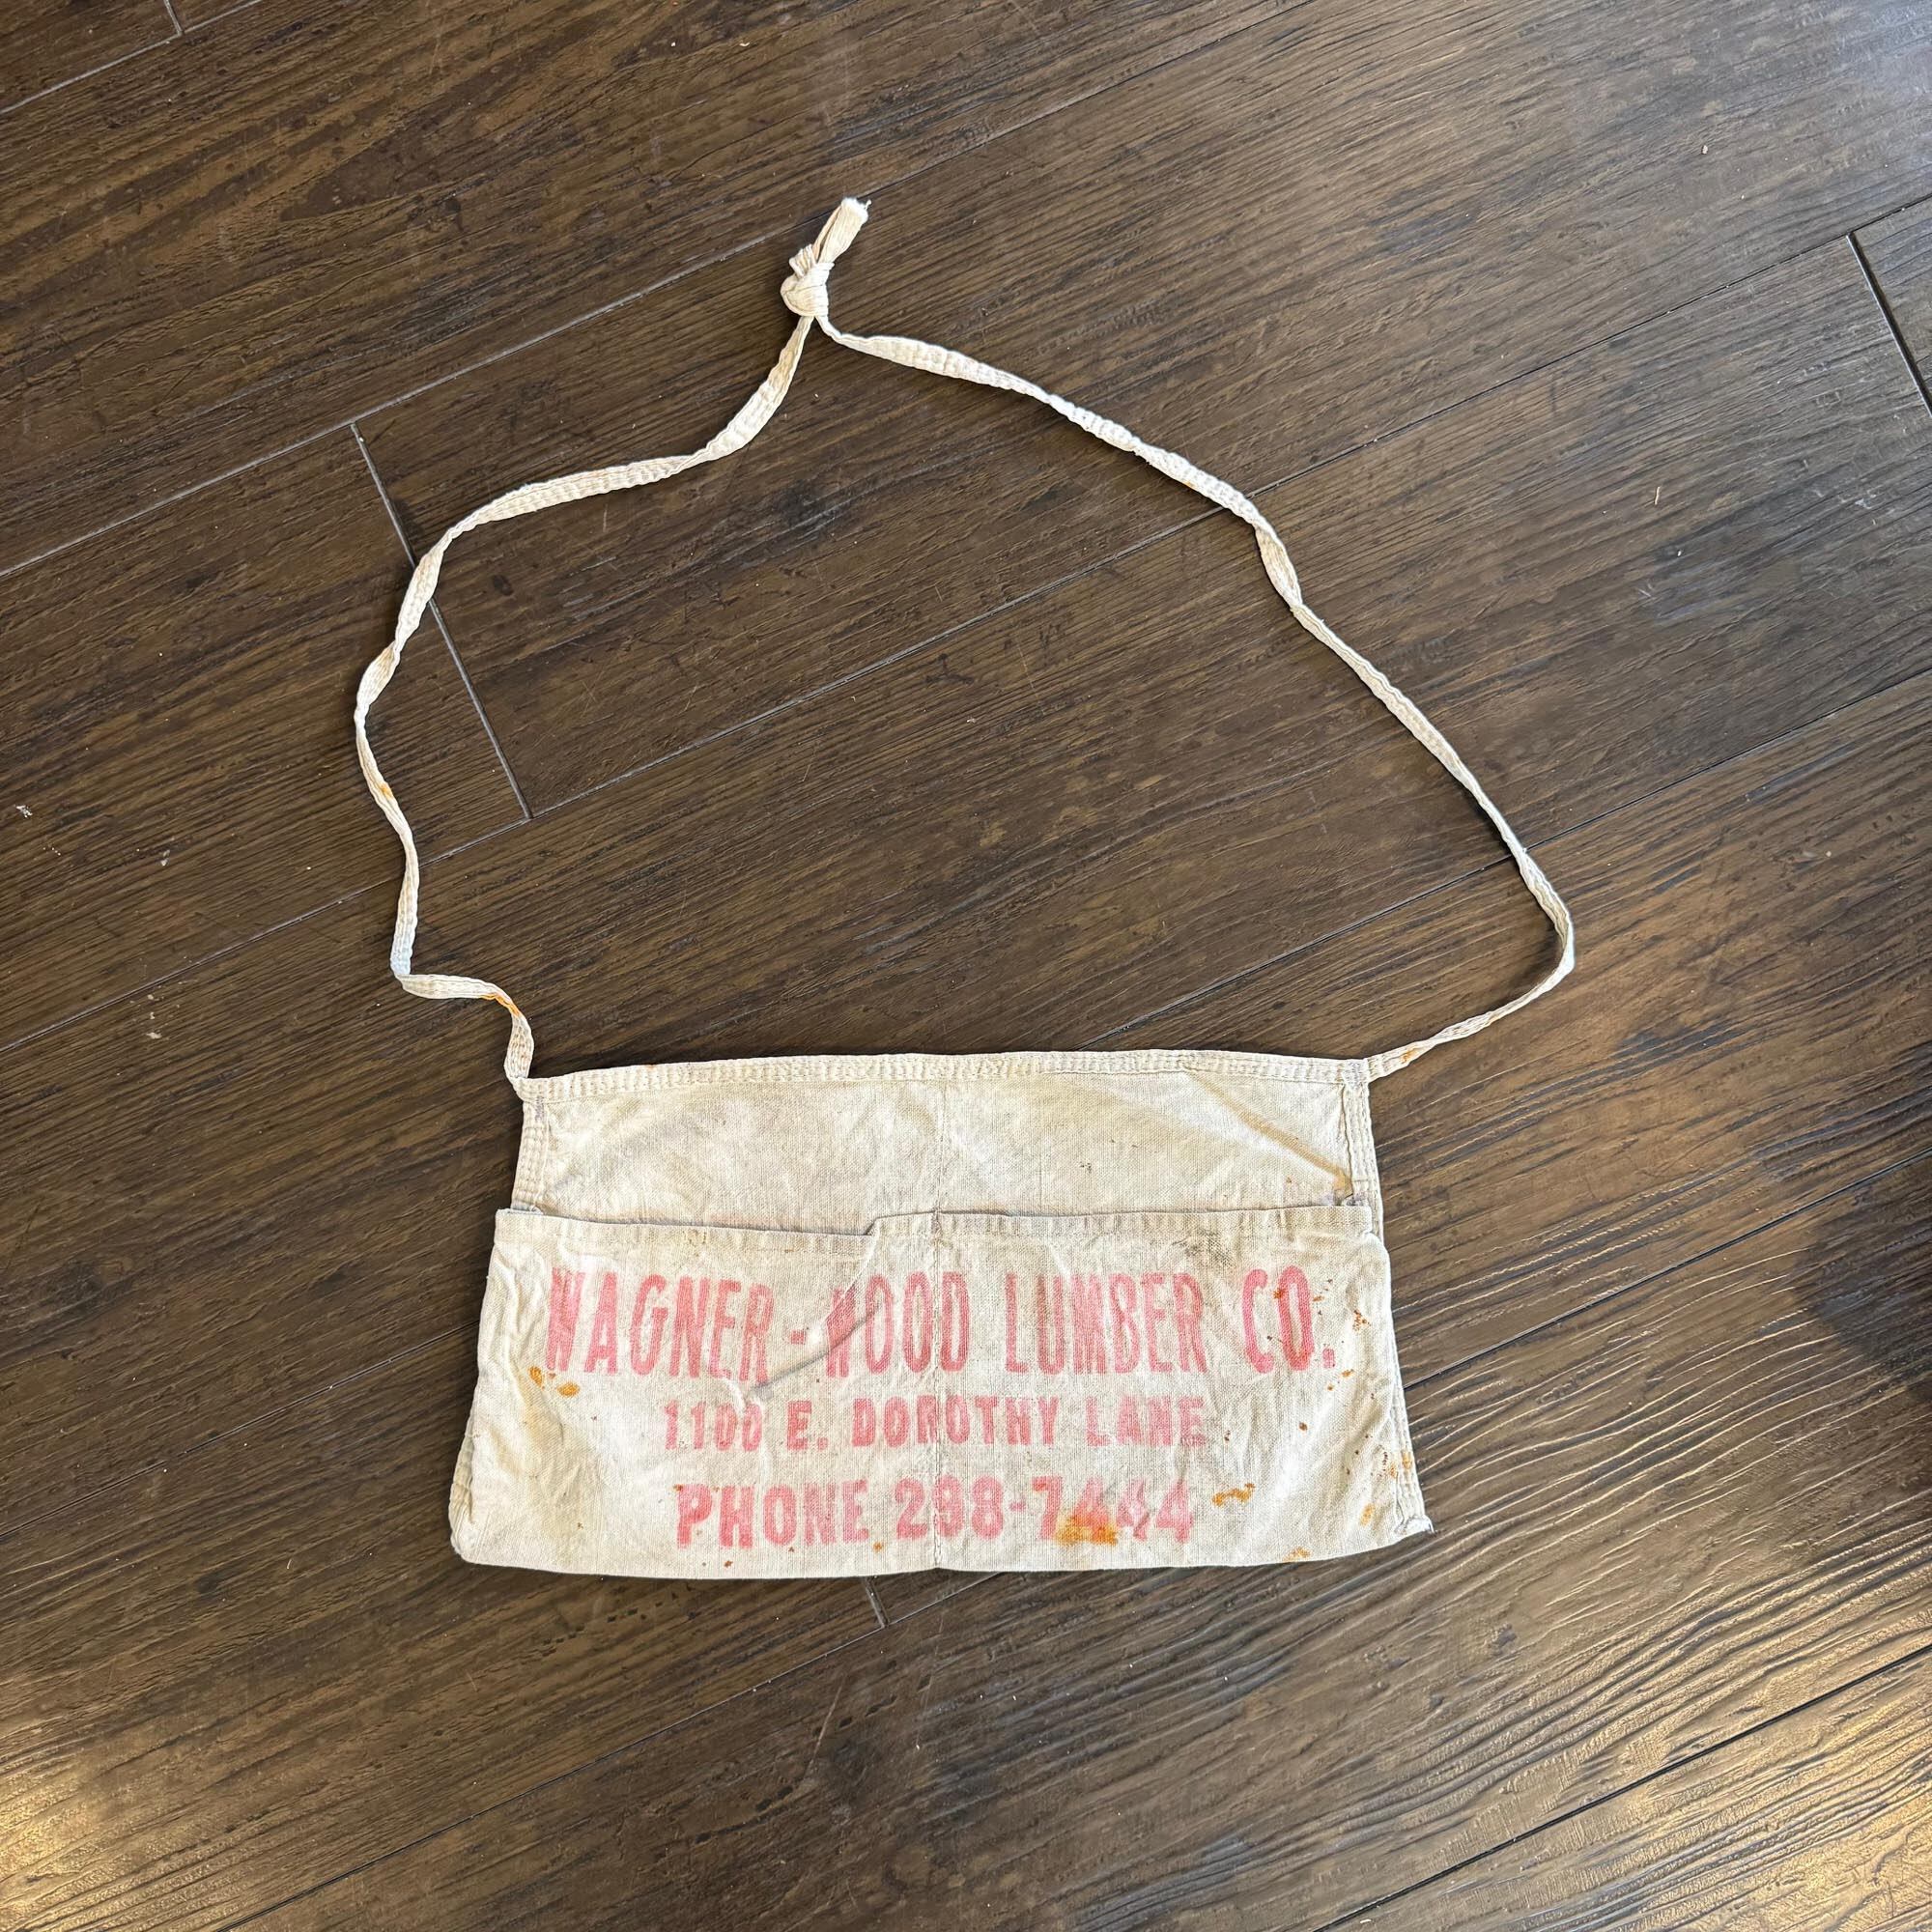 WAGNER-WOOD LUMBER CO.
1100 E. DOROTHY LANE
PHONE 298-7444